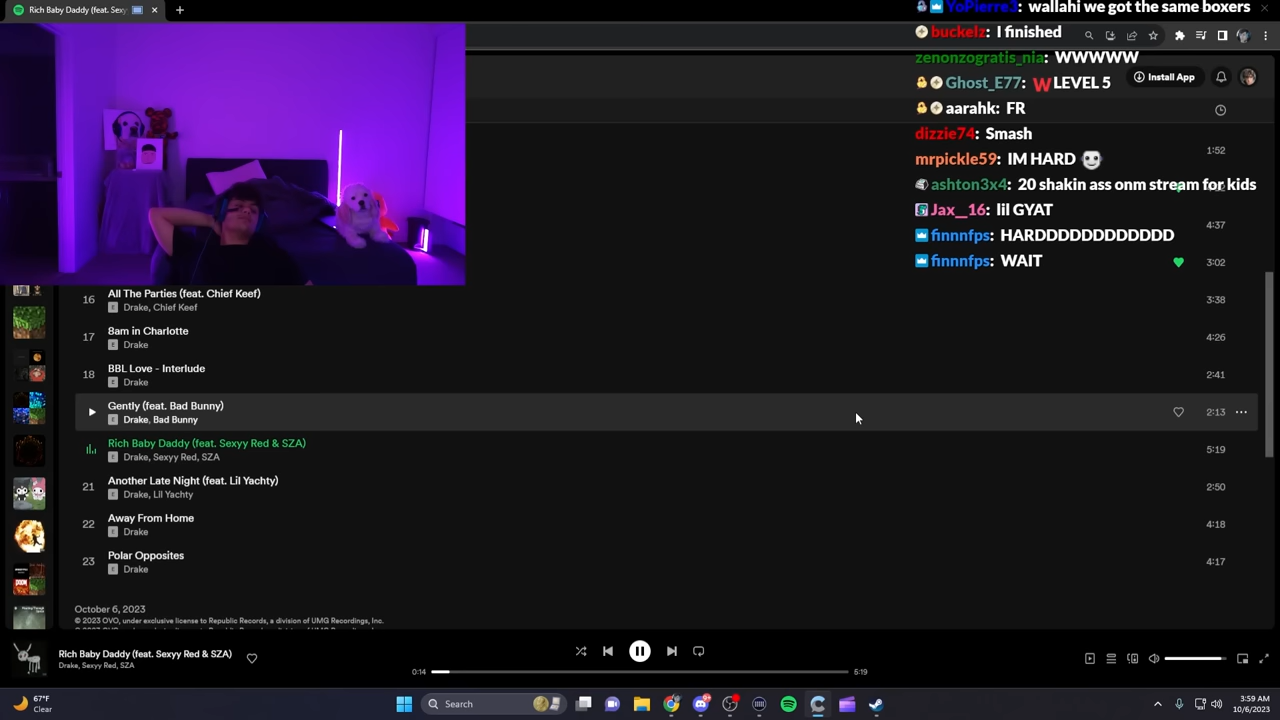 Rich Baby Daddy (feat. Sexy
YoPierre3: wallahi we got the same boxers
buckelz: I finished
zenonzogratis_nia: WWWWW
Install App
Ghost_E77: W LEVEL 5
aarahk: FR
dizzie74: Smash
1:52
mrpickle59: IM HARD
ashton3x4: 20 shakin ass onm stream for kids
Jax__16: lil GYAT
4:37
finnnfps: HARDDDDDDDDDDDD
finnnfps: WAIT
3:02
16 All The Parties (feat. Chief Keef) 3:38
E Drake, Chief Keef
17 8am in Charlotte 4:26
E Drake
18 BBL Love - Interlude 2:41
E Drake
Gently (feat. Bad Bunny) 2:13
E Drake, Bad Bunny
Rich Baby Daddy (feat. Sexyy Red & SZA) 5:19
E Drake, Sexyy Red, SZA
21 Another Late Night (feat. Lil Yachty) 2:50
E Drake, Lil Yachty
22 Away From Home 4:18
E Drake
23 Polar Opposites 4:17
E Drake
October 6, 2023
© 2023 OVO, under exclusive license to Republic Records, a division of UMG Recordings, Inc.
Rich Baby Daddy (feat. Sexyy Red & SZA)
Drake, Sexyy Red, SZA
0:14 5:19
67°F
Clear
Search
3:59 AM
10/6/2023